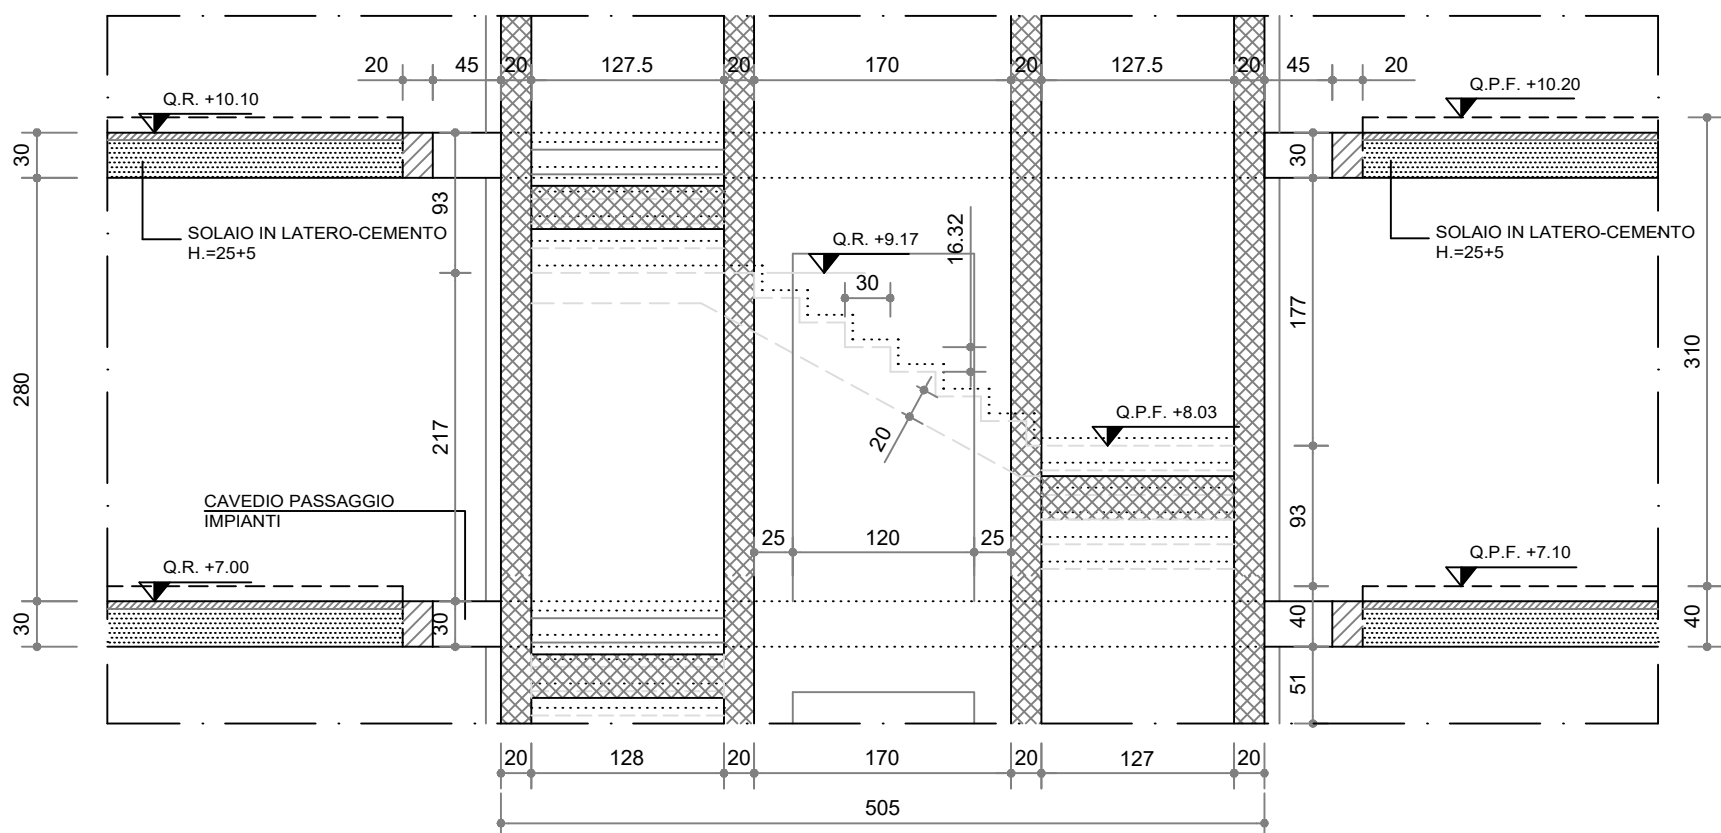 20 45 20 127.5 20 170 20 127.5 20 45 20
Q.R. +10.10
Q.P.F. +10.20
30
93
30
SOLAIO IN LATERO-CEMENTO
H.=25+5
Q.R. +9.17
16.32
SOLAIO IN LATERO-CEMENTO
H.=25+5
30
177
310
280
217
20
Q.P.F. +8.03
CAVEDIO PASSAGGIO
IMPIANTI
93
25 120 25
Q.R. +7.00
Q.P.F. +7.10
30
30
40
40
51
20 128 20 170 20 127 20
505